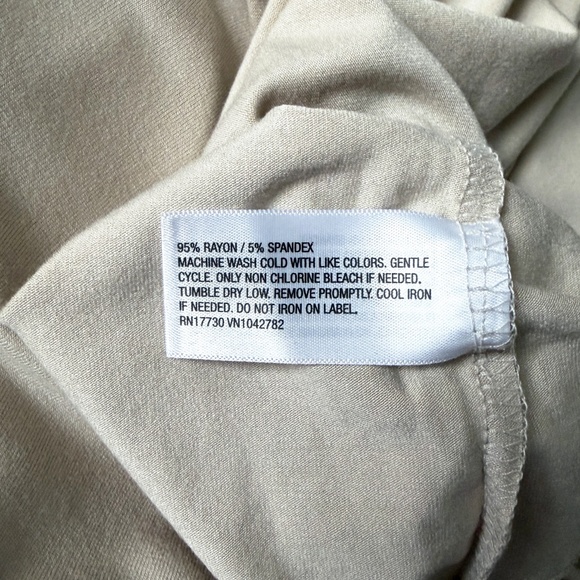 95% RAYON / 5% SPANDEX
MACHINE WASH COLD WITH LIKE COLORS. GENTLE
CYCLE. ONLY NON CHLORINE BLEACH IF NEEDED.
TUMBLE DRY LOW. REMOVE PROMPTLY. COOL IRON
IF NEEDED. DO NOT IRON ON LABEL.
RN17730 VN1042782